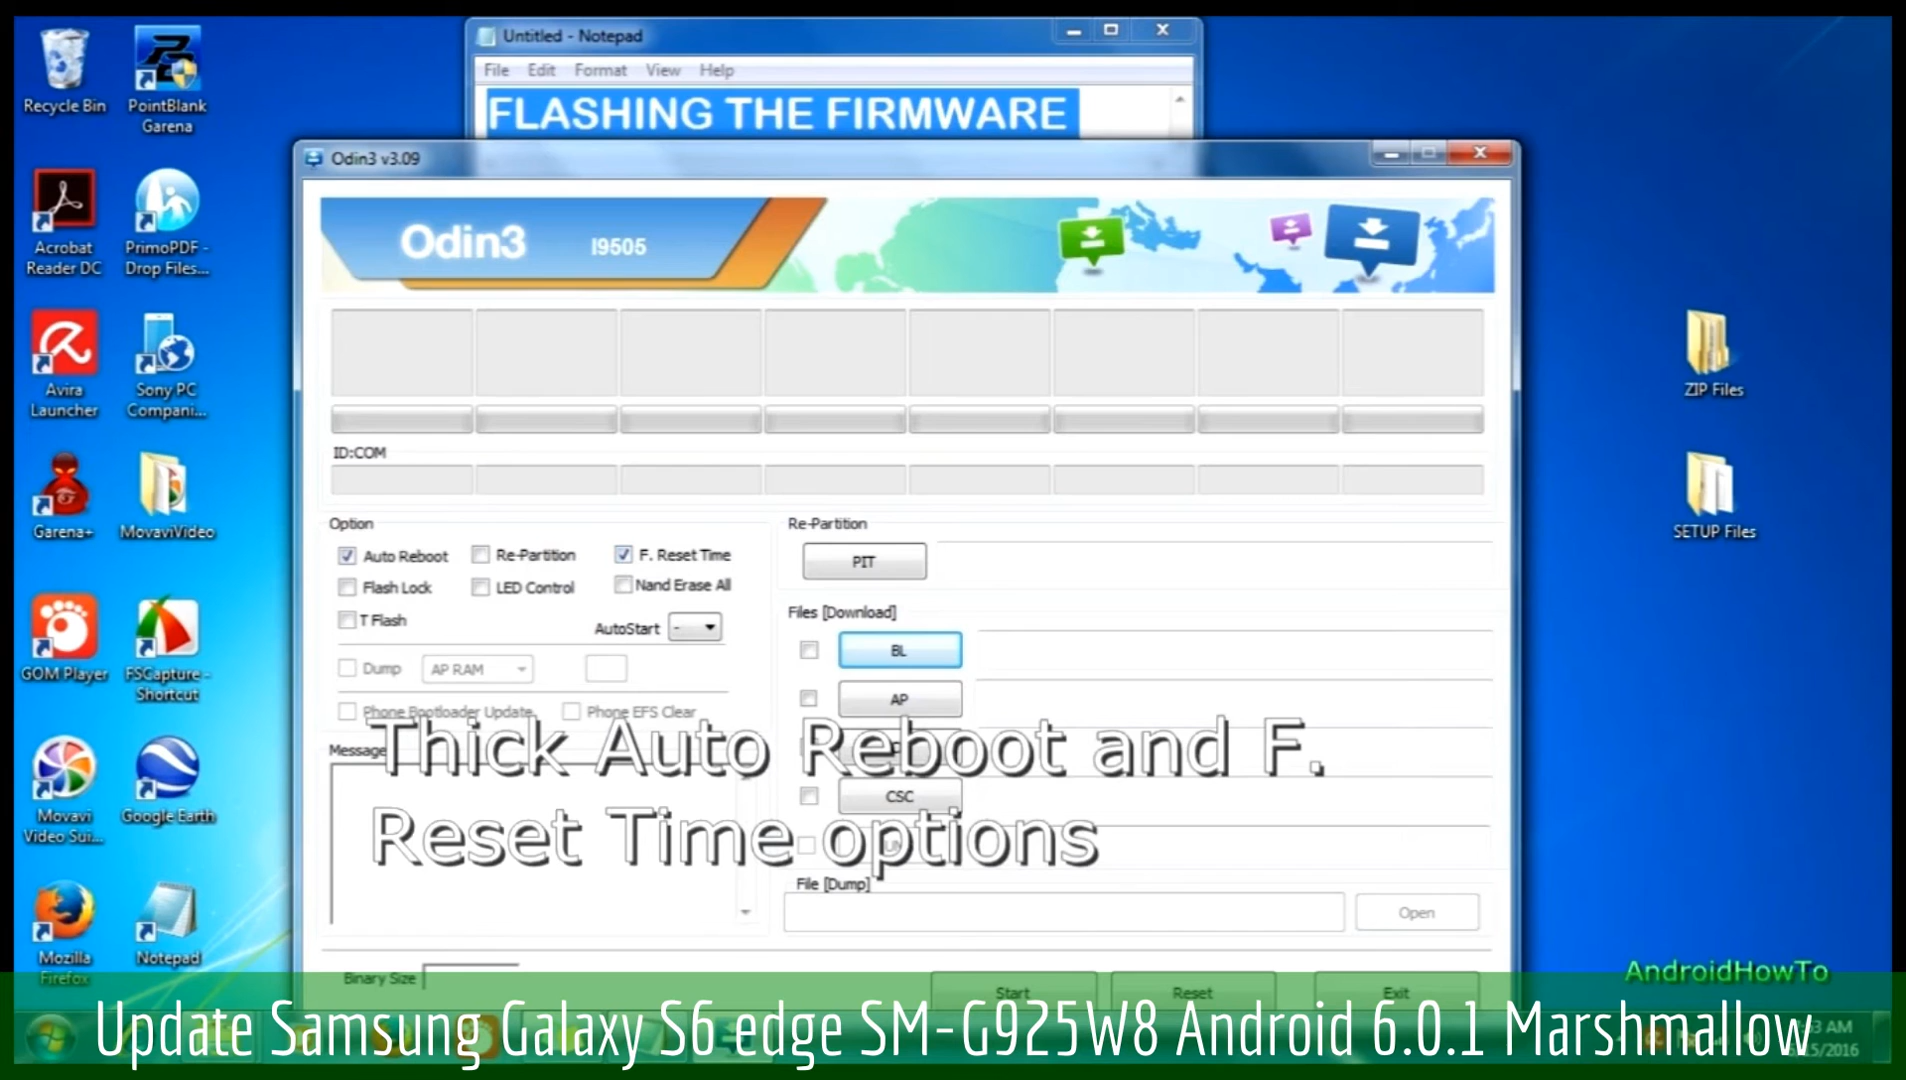 Untitled - Notepad
File Edit Format View Help
FLASHING THE FIRMWARE
Recycle Bin
PointBlank Garena
Acrobat Reader DC
PrimoPDF - Drop Files...
Avira Launcher
Sony PC Compani...
Garena+
MovaviVideo
GOM Player
FSCapture - Shortcut
Movavi Video Sui...
Google Earth
Mozilla Firefox
Notepad
ZIP Files
SETUP Files
Odin3 v3.09
Odin3 I9505
ID:COM
Option
Auto Reboot Re-Partition F. Reset Time
Flash Lock LED Control Nand Erase All
T Flash
AutoStart -
Dump AP RAM
Phone Bootloader Update Phone EFS Clear
Message
Re-Partition
PIT
Files [Download]
BL
AP
CSC
File [Dump]
Open
Binary Size
Start Reset Exit
Thick Auto Reboot and F.
Reset Time options
AndroidHowTo
Update Samsung Galaxy S6 edge SM-G925W8 Android 6.0.1 Marshmallow